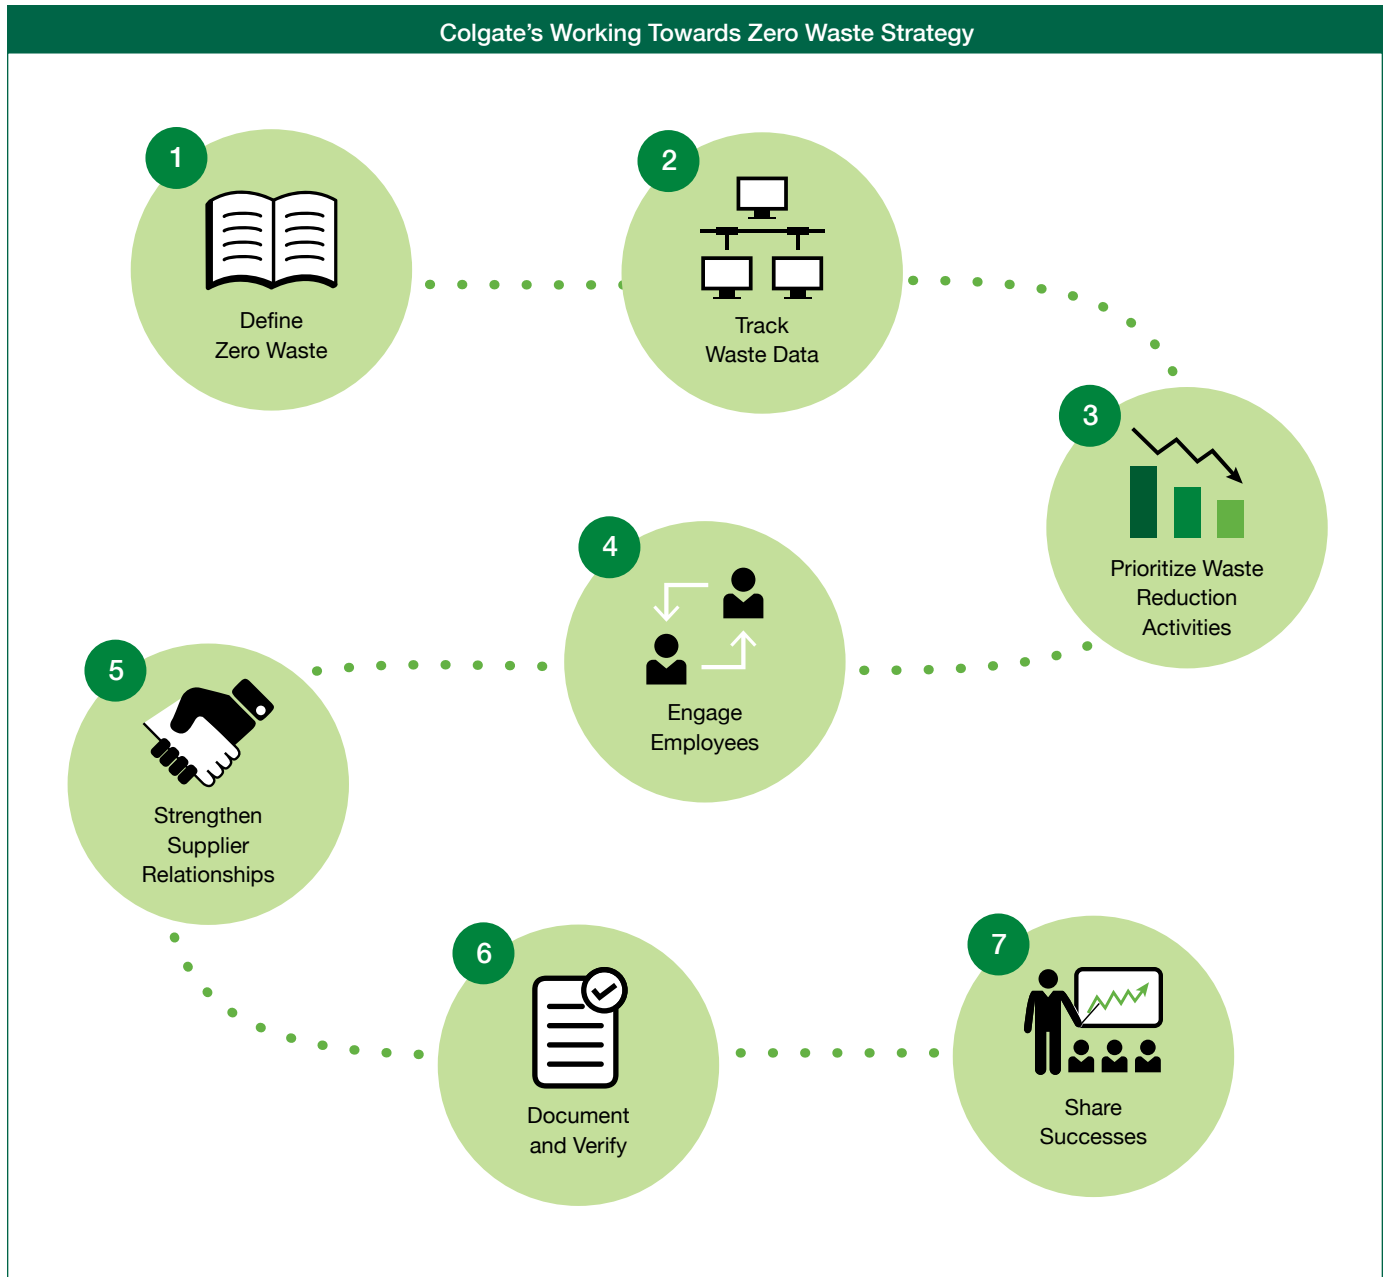 Colgate’s Working Towards Zero Waste Strategy
1
Define
Zero Waste
2
Track
Waste Data
3
Prioritize Waste
Reduction
Activities
4
Engage
Employees
5
Strengthen
Supplier
Relationships
6
Document
and Verify
7
Share
Successes